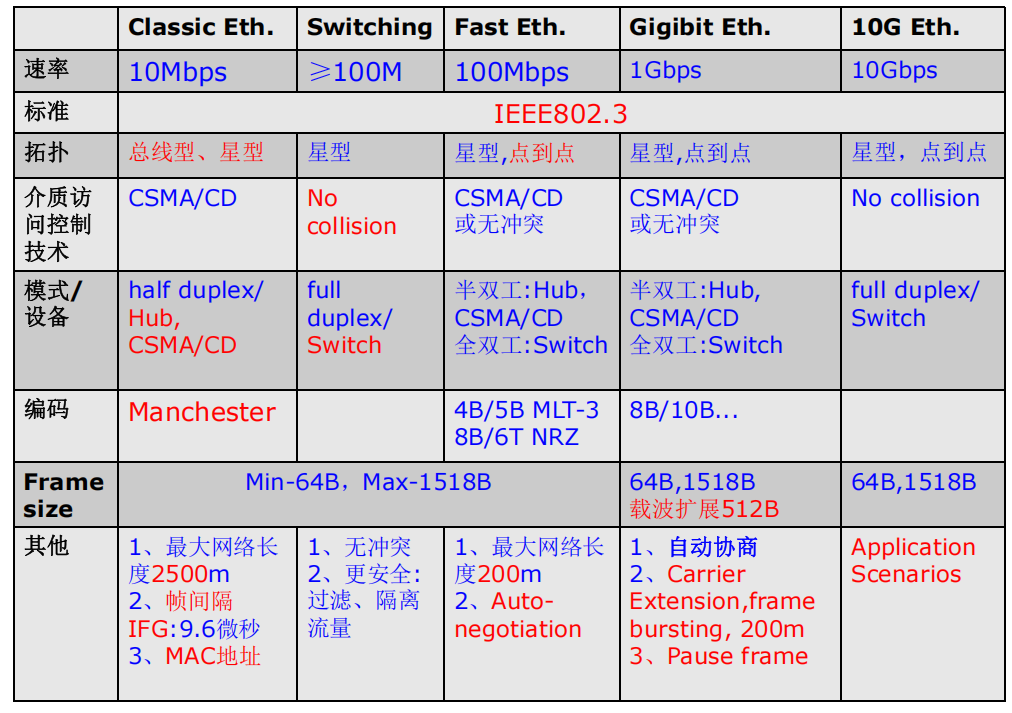 Classic Eth. Switching Fast Eth. Gigibit Eth. 10G Eth.
速率 10Mbps ≥100M 100Mbps 1Gbps 10Gbps
标准 IEEE802.3
拓扑 总线型、星型 星型 星型,点到点 星型,点到点 星型，点到点
介质访
问控制
技术
CSMA/CD
No
collision
CSMA/CD
或无冲突
CSMA/CD
或无冲突
No collision
模式/
设备
half duplex/
Hub,
CSMA/CD
full
duplex/
Switch
半双工:Hub，
CSMA/CD
全双工:Switch
半双工:Hub,
CSMA/CD
全双工:Switch
full duplex/
Switch
编码
Manchester
4B/5B MLT-3
8B/6T NRZ
8B/10B...
Frame
size
Min-64B，Max-1518B
64B,1518B
载波扩展512B
64B,1518B
其他
1、最大网络长
度2500m
2、帧间隔
IFG:9.6微秒
3、MAC地址
1、无冲突
2、更安全:
过滤、隔离
流量
1、最大网络长
度200m
2、Auto-
negotiation
1、自动协商
2、Carrier
Extension,frame
bursting, 200m
3、Pause frame
Application
Scenarios